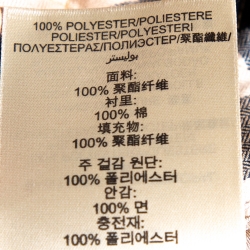 100% POLYESTER/POLIESTERE
POLIESTER/POLYESTER/
ΠΟΛΥΕΣΤΕΡΑΣ/ПОЛИЭСТЕР/聚酯纖維/
بوليستر
面料:
100% 聚酯纤维
衬里:
100% 棉
填充物:
100% 聚酯纤维
주 겉감 원단:
100% 폴리에스터
안감:
100% 면
충전재:
100% 폴리에스터